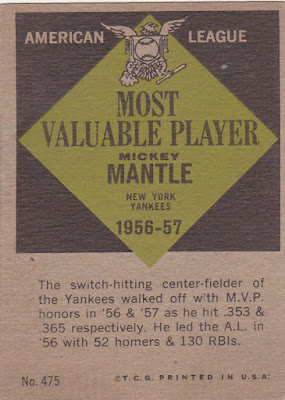 AMERICAN LEAGUE
MOST
VALUABLE PLAYER
MICKEY
MANTLE
NEW YORK
YANKEES
1956-57
The switch-hitting center-fielder of
the Yankees walked off with M.V.P.
honors in '56 & '57 as he hit .353 and
.365 respectively. He led the A.L. in
'56 with 52 homers & 130 RBIs.
No. 475 ©T.C.G. PRINTED IN U.S.A.